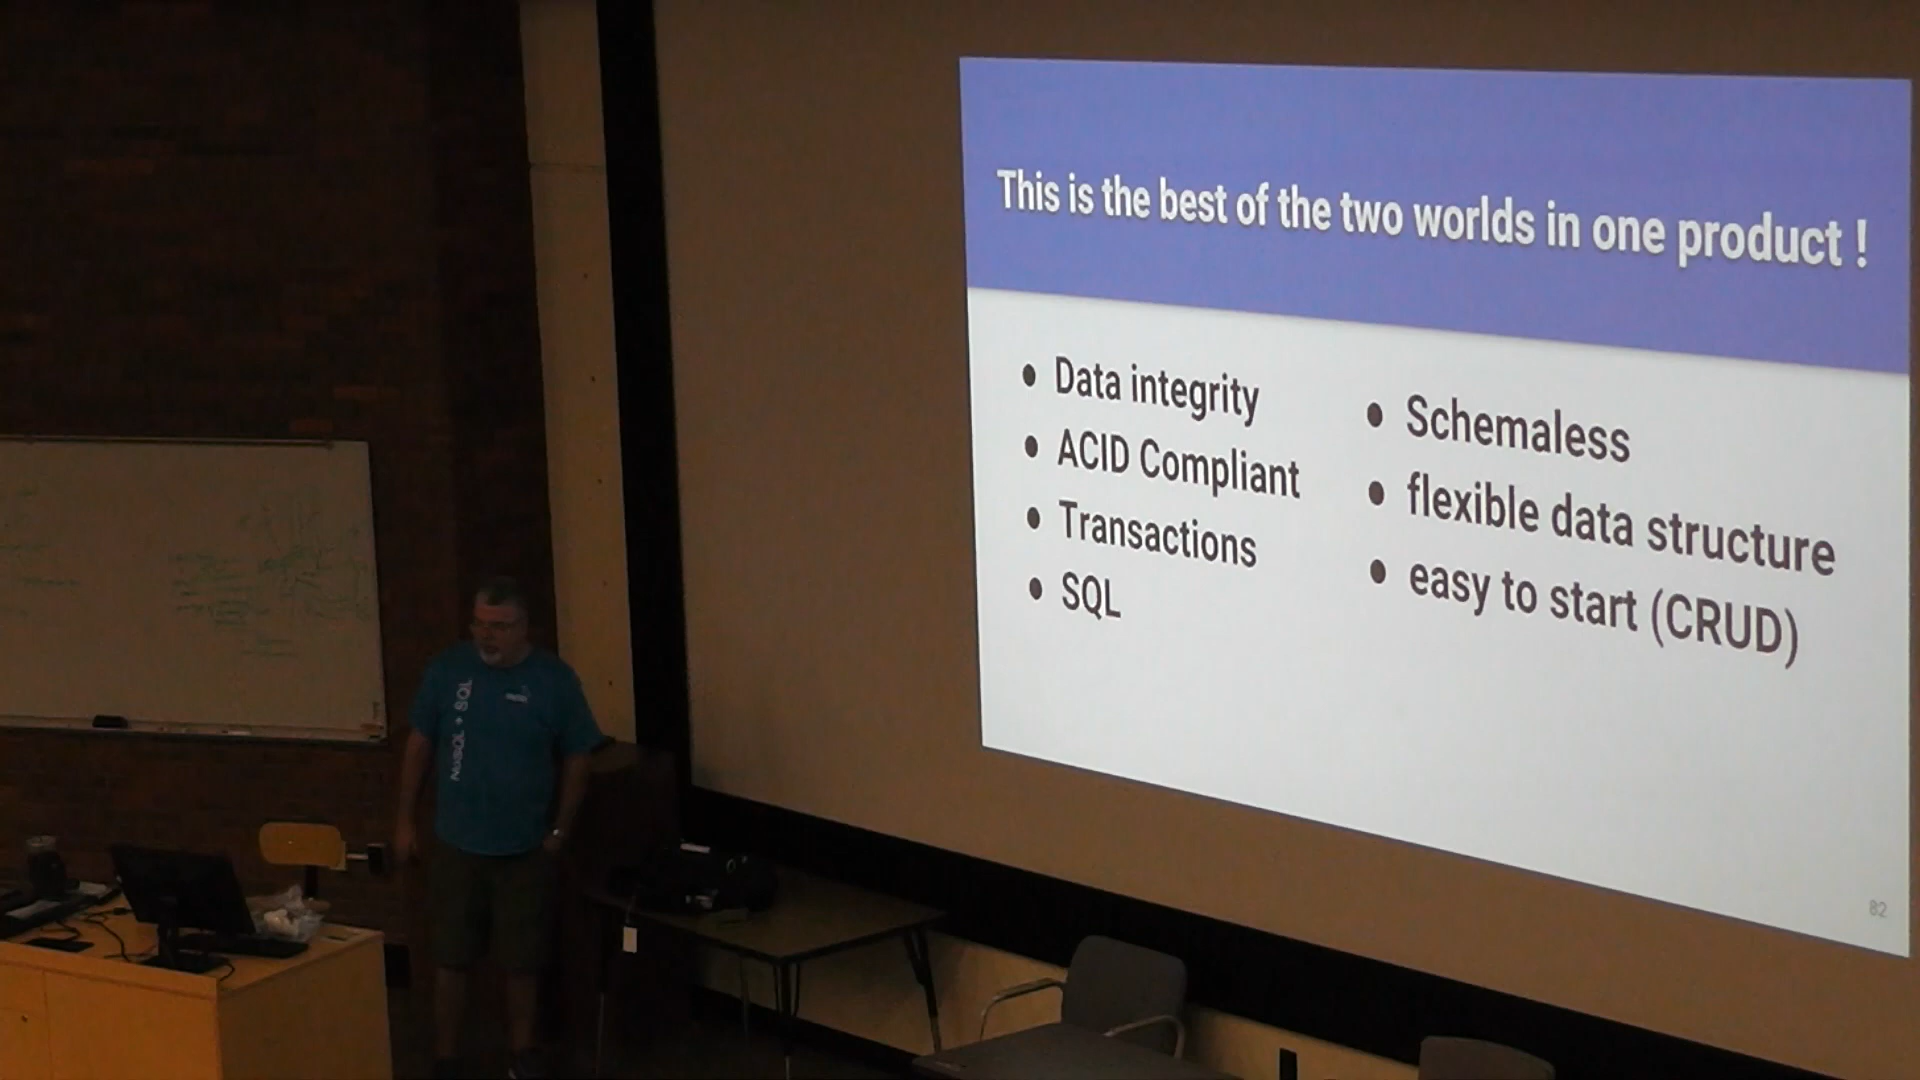 This is the best of the two worlds in one product !
● Data integrity
● ACID Compliant
● Transactions
● SQL
● Schemaless
● flexible data structure
● easy to start (CRUD)
82
NoSQL + SQL